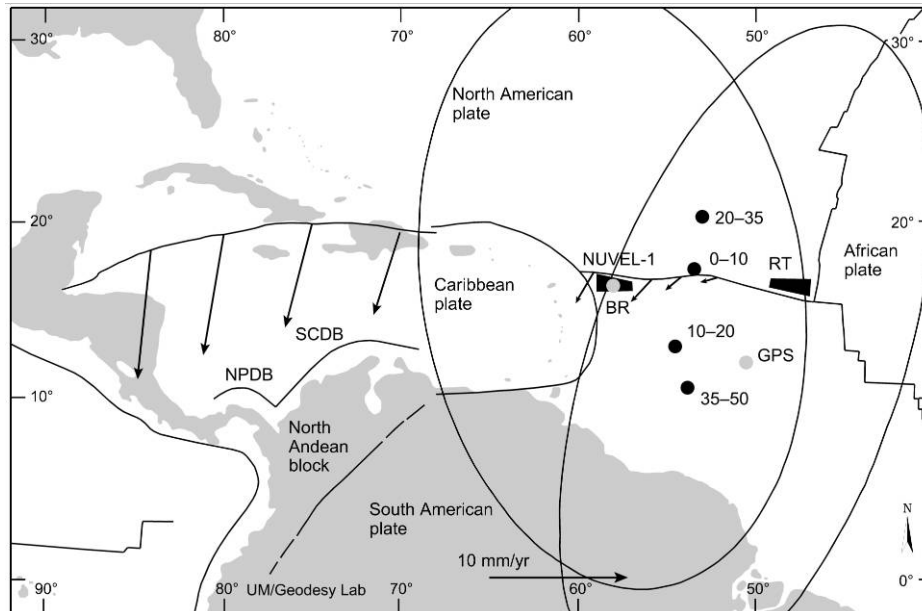 80°
70°
60°
50°
30°
30°
North American
plate
20°
20–35
20°
NUVEL-1
0–10
RT
African
plate
Caribbean
plate
BR
SCDB
10–20
GPS
NPDB
35–50
10°
10°
North
Andean
block
South American
plate
N
10 mm/yr
UM/Geodesy Lab
90°
80°
70°
60°
50°
0°